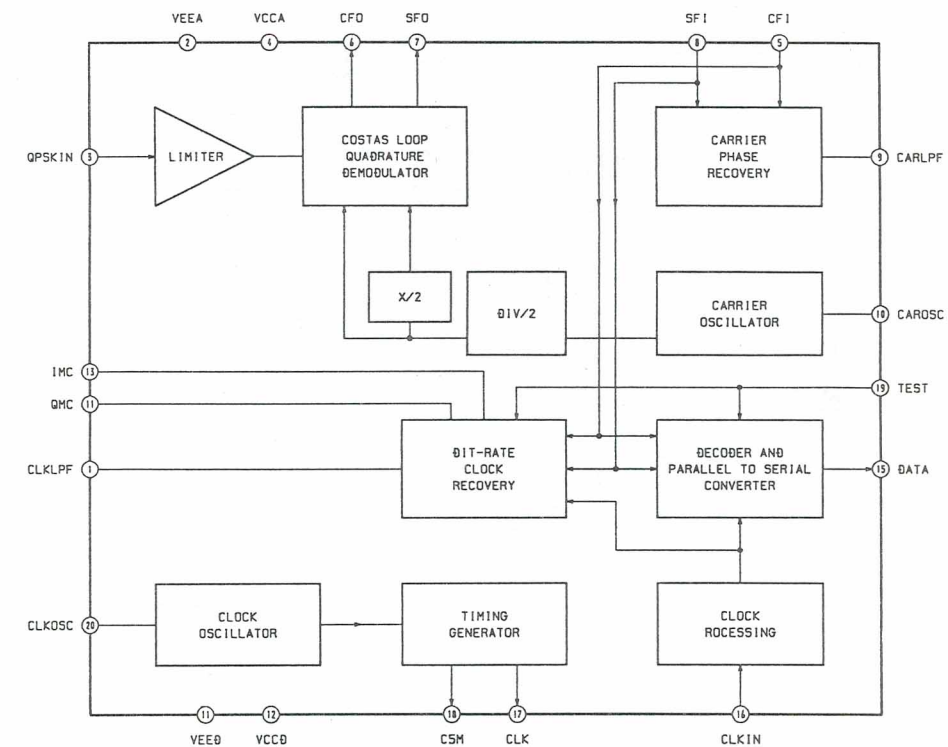 VEEA VCCA CFO SFO SFI CFI
2 4 6 7 8 5
QPSKIN 3
LIMITER
COSTAS LOOP
QUADRATURE
DEMODULATOR
CARRIER
PHASE
RECOVERY
9 CARLPF
X/2
DIV/2
CARRIER
OSCILLATOR
10 CAROSC
IMC 13
QMC 11
19 TEST
CLKLPF 1
BIT-RATE
CLOCK
RECOVERY
DECODER AND
PARALLEL TO SERIAL
CONVERTER
15 DATA
CLKOSC 20
CLOCK
OSCILLATOR
TIMING
GENERATOR
CLOCK
ROCESSING
11 12 18 17 16
VEED VCCD CSM CLK CLKIN